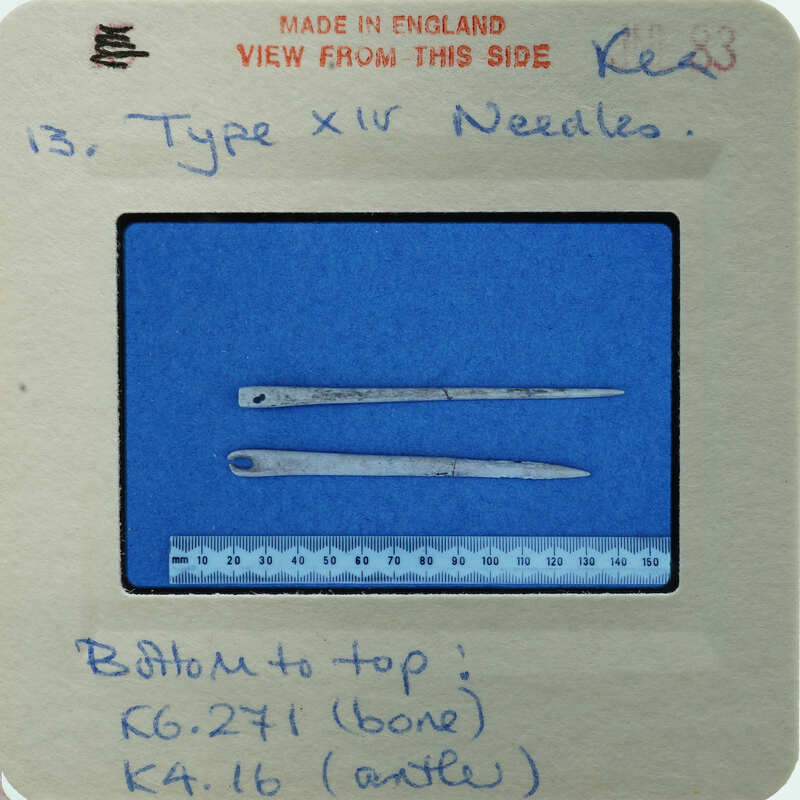 MADE IN ENGLAND
VIEW FROM THIS SIDE
83
13. Type XIV Needles.
mm 10 20 30 40 50 60 70 80 90 100 110 120 130 140 150
Bottom to top:
K6.271 (bone)
K4.16 (antler)